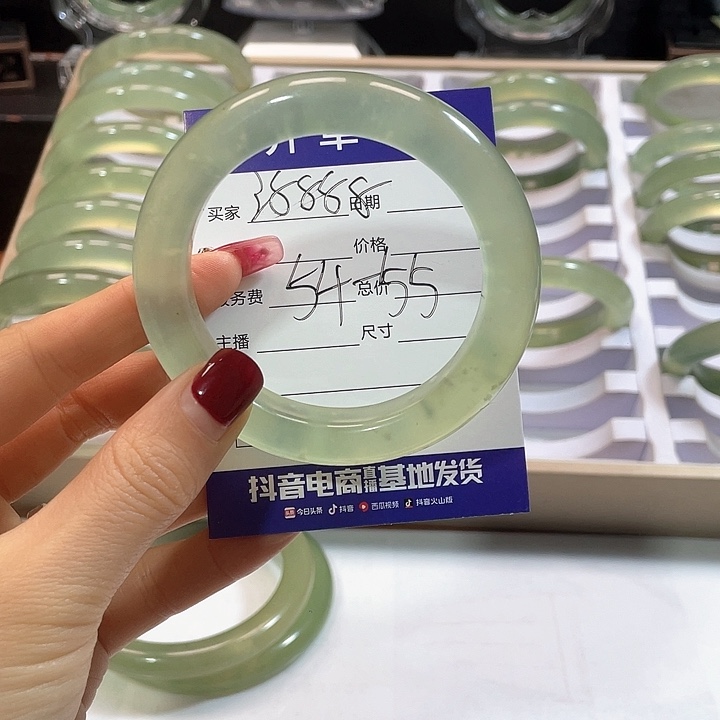 开单
买家 38888 日期
价格
服务费 54-55 总价
主播 尺寸
抖音电商直播基地发货
今日头条 抖音 西瓜视频 抖音火山版